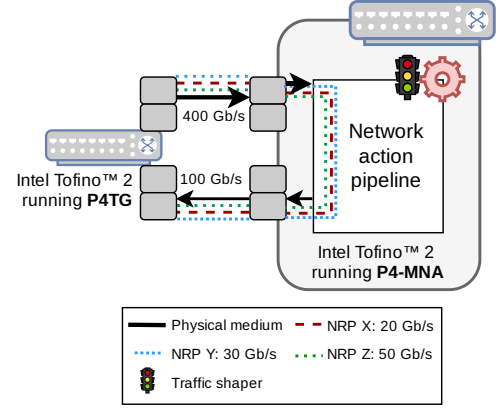 400 Gb/s
Network
action
pipeline
100 Gb/s
Intel Tofino™ 2
running P4TG
Intel Tofino™ 2
running P4-MNA
Physical medium
NRP X: 20 Gb/s
NRP Y: 30 Gb/s
NRP Z: 50 Gb/s
Traffic shaper